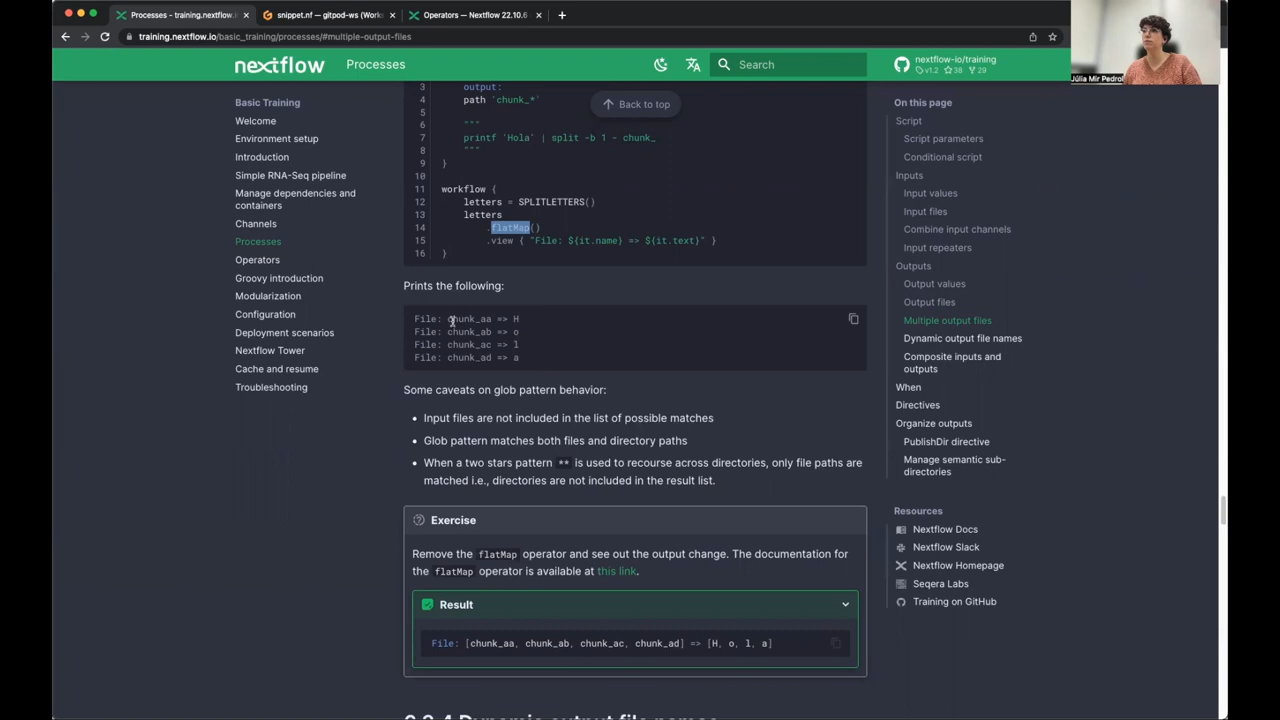 Processes - training.nextflow.i
snippet.nf — gitpod-ws (Works
Operators — Nextflow 22.10.6
training.nextflow.io/basic_training/processes/#multiple-output-files
nextflow
Processes
Search
nextflow-io/training
v1.2 38 29
Júlia Mir Pedrol
Basic Training
Welcome
Environment setup
Introduction
Simple RNA-Seq pipeline
Manage dependencies and
containers
Channels
Processes
Operators
Groovy introduction
Modularization
Configuration
Deployment scenarios
Nextflow Tower
Cache and resume
Troubleshooting
Back to top
3 output:
4 path 'chunk_*'
5
6 """
7 printf 'Hola' | split -b 1 - chunk_
8 """
9 }
10
11 workflow {
12 letters = SPLITLETTERS()
13 letters
14 .flatMap()
15 .view { "File: ${it.name} => ${it.text}" }
16 }
Prints the following:
File: chunk_aa => H
File: chunk_ab => o
File: chunk_ac => l
File: chunk_ad => a
Some caveats on glob pattern behavior:
• Input files are not included in the list of possible matches
• Glob pattern matches both files and directory paths
• When a two stars pattern ** is used to recourse across directories, only file paths are
matched i.e., directories are not included in the result list.
Exercise
Remove the flatMap operator and see out the output change. The documentation for
the flatMap operator is available at this link.
Result
File: [chunk_aa, chunk_ab, chunk_ac, chunk_ad] => [H, o, l, a]
On this page
Script
Script parameters
Conditional script
Inputs
Input values
Input files
Combine input channels
Input repeaters
Outputs
Output values
Output files
Multiple output files
Dynamic output file names
Composite inputs and
outputs
When
Directives
Organize outputs
PublishDir directive
Manage semantic sub-
directories
Resources
Nextflow Docs
Nextflow Slack
Nextflow Homepage
Seqera Labs
Training on GitHub